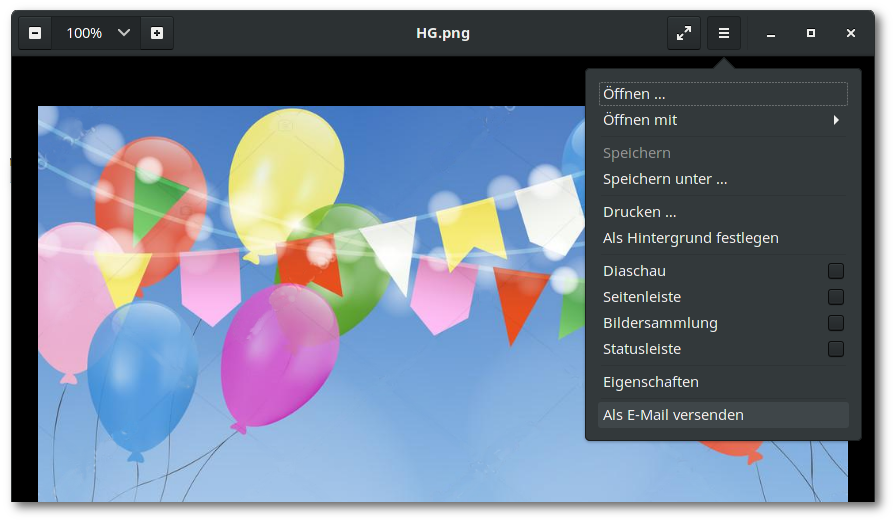 100%
HG.png
Öffnen ...
Öffnen mit
Speichern
Speichern unter ...
Drucken ...
Als Hintergrund festlegen
Diaschau
Seitenleiste
Bildersammlung
Statusleiste
Eigenschaften
Als E-Mail versenden